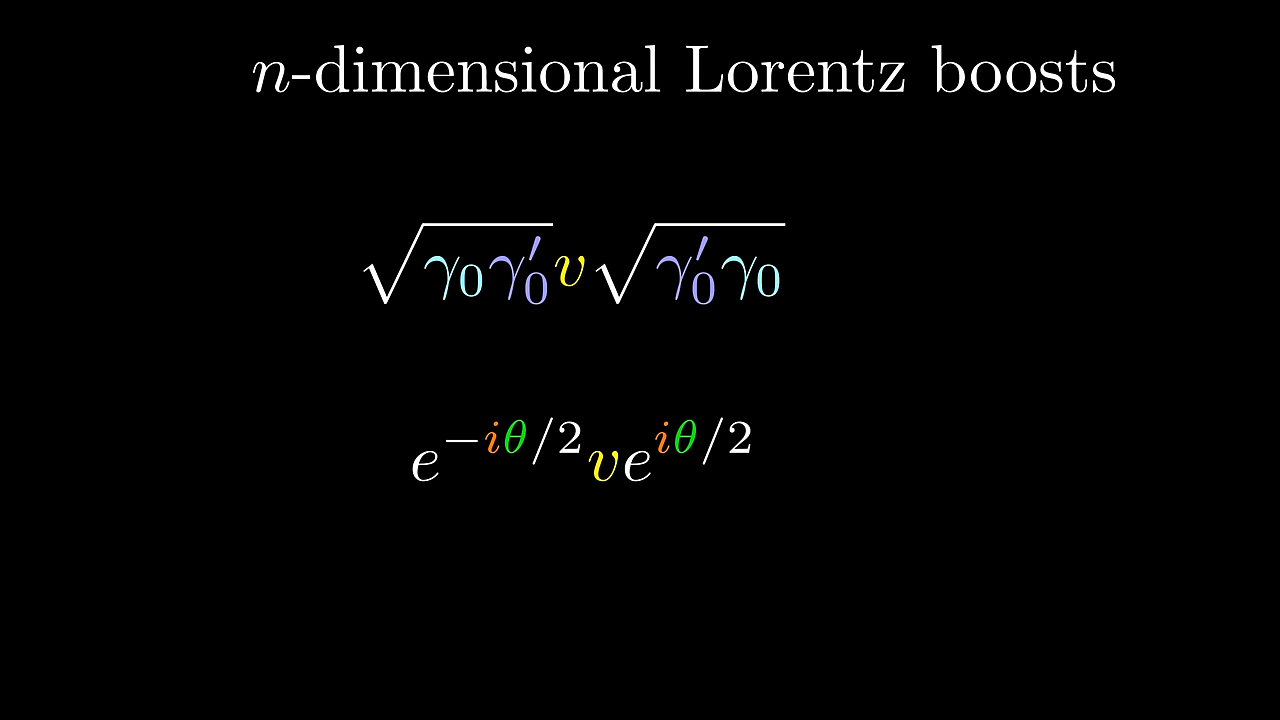 n-dimensional Lorentz boosts
√(γ₀γ₀′)v√(γ₀′γ₀)
e^{−iθ/2}ve^{iθ/2}